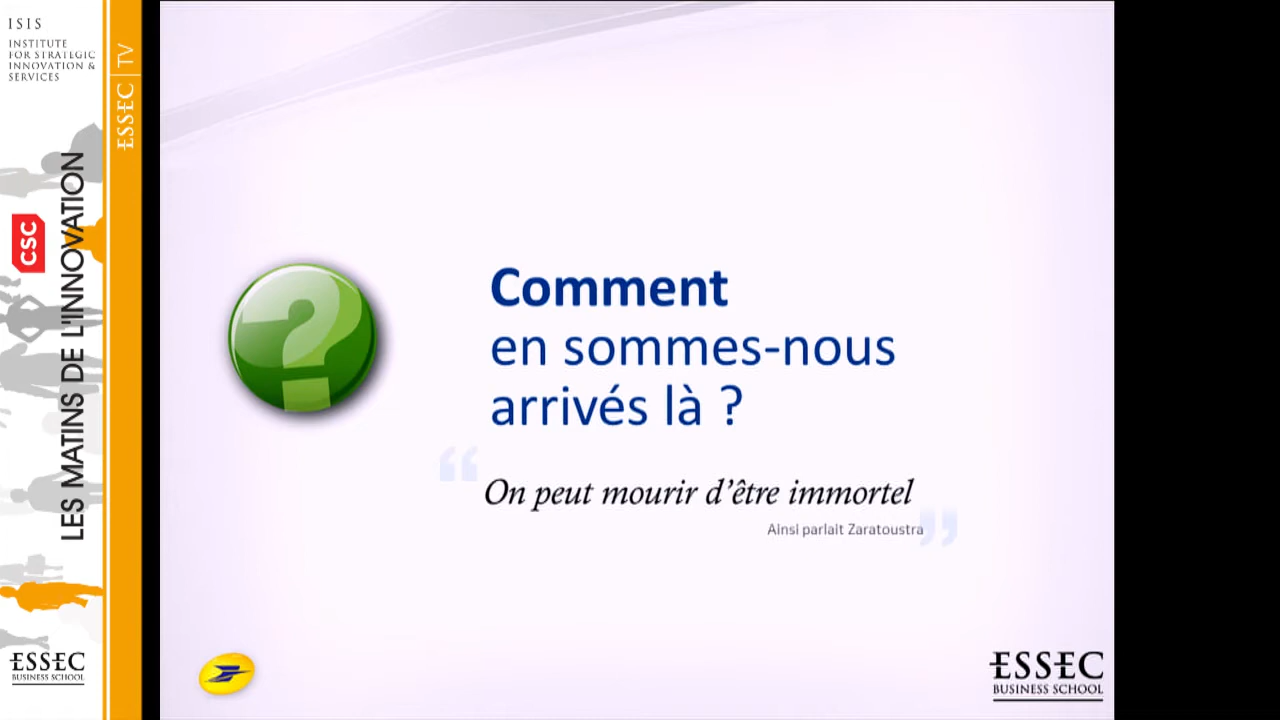 ISIS
INSTITUTE
FOR STRATEGIC
INNOVATION &
SERVICES
ESSEC | TV
CSC
LES MATINS DE L'INNOVATION
ESSEC
BUSINESS SCHOOL
?
Comment
en sommes-nous
arrivés là ?
“
On peut mourir d’être immortel
Ainsi parlait Zaratoustra
”
ESSEC
BUSINESS SCHOOL